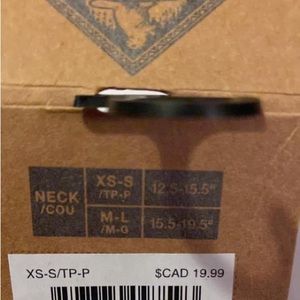 NECK
/COU
XS-S
/TP-P
12.5-15.5"
M-L
/M-G
15.5-19.5"
XS-S/TP-P
$CAD 19.99